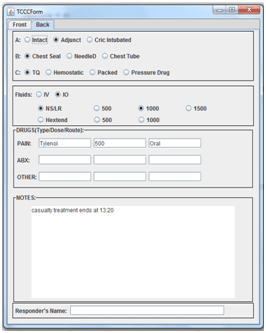 TCCCForm
Front Back
A: Intact Adjunct Cric Intubated
B: Chest Seal NeedleD Chest Tube
C: TQ Hemostatic Packed Pressure Drug
Fluids: IV IO
NS/LR 500 1000 1500
Hextend 500 1000
DRUGS(Type/Dose/Route):
PAIN: Tylenol 500 Oral
ABX:
OTHER:
NOTES:
casualty treatment ends at 13:20
Responder's Name: